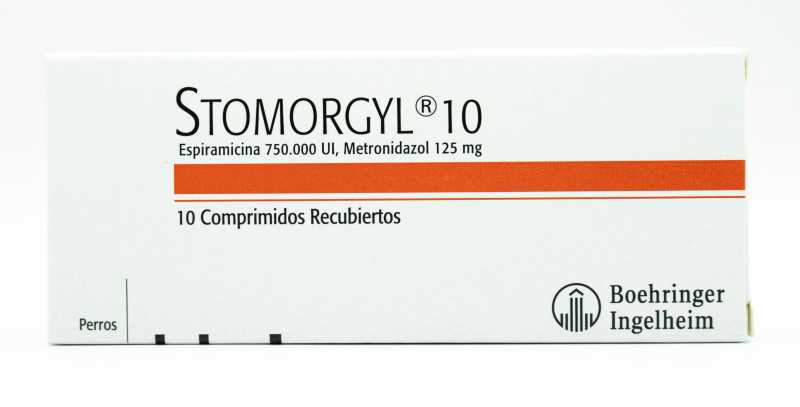 STOMORGYL® 10
Espiramicina 750.000 UI, Metronidazol 125 mg
10 Comprimidos Recubiertos
Perros
Boehringer
Ingelheim